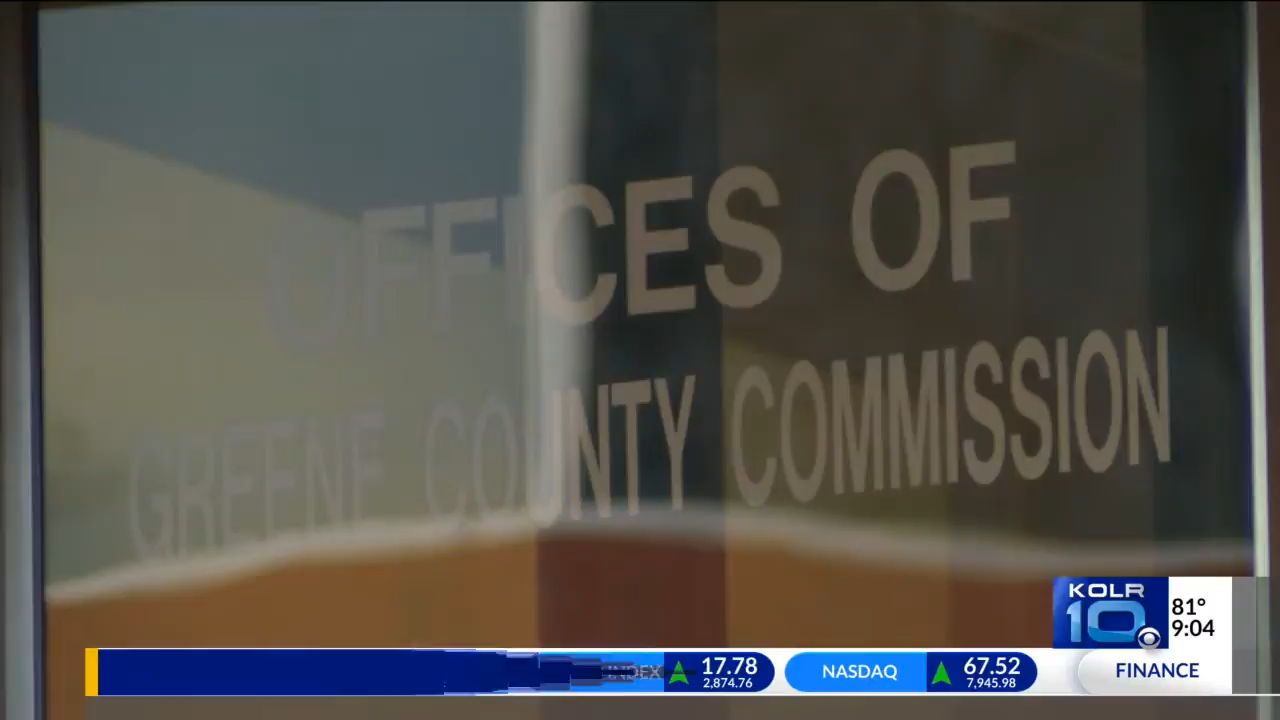 OFFICES OF
GREENE COUNTY COMMISSION
KOLR
10
81°
9:04
INDEX
17.78
2,874.76
NASDAQ
67.52
7,945.98
FINANCE